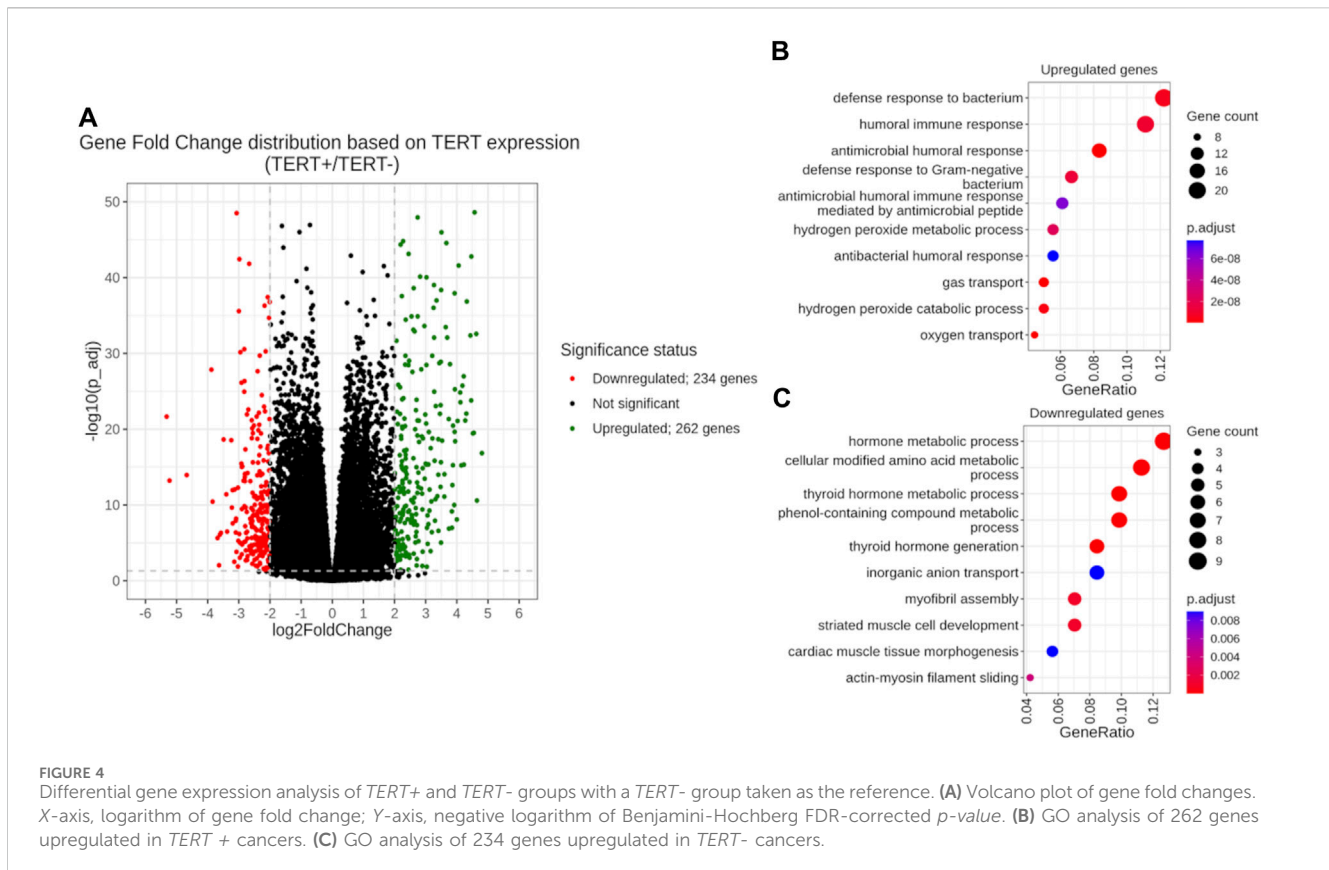 A
Gene Fold Change distribution based on TERT expression
(TERT+/TERT-)
50
40
30
20
10
0
-log10(p_adj)
-6 -5 -4 -3 -2 -1 0 1 2 3 4 5 6
log2FoldChange
Significance status
Downregulated; 234 genes
Not significant
Upregulated; 262 genes
B
Upregulated genes
defense response to bacterium
humoral immune response
antimicrobial humoral response
defense response to Gram-negative
bacterium
antimicrobial humoral immune response
mediated by antimicrobial peptide
hydrogen peroxide metabolic process
antibacterial humoral response
gas transport
hydrogen peroxide catabolic process
oxygen transport
0.06 0.08 0.10 0.12
GeneRatio
Gene count
8
12
16
20
p.adjust
6e-08
4e-08
2e-08
C
Downregulated genes
hormone metabolic process
cellular modified amino acid metabolic
process
thyroid hormone metabolic process
phenol-containing compound metabolic
process
thyroid hormone generation
inorganic anion transport
myofibril assembly
striated muscle cell development
cardiac muscle tissue morphogenesis
actin-myosin filament sliding
0.04 0.06 0.08 0.10 0.12
GeneRatio
Gene count
3
4
5
6
7
8
9
p.adjust
0.008
0.006
0.004
0.002
FIGURE 4
Differential gene expression analysis of TERT+ and TERT- groups with a TERT- group taken as the reference. (A) Volcano plot of gene fold changes.
X-axis, logarithm of gene fold change; Y-axis, negative logarithm of Benjamini-Hochberg FDR-corrected p-value. (B) GO analysis of 262 genes
upregulated in TERT + cancers. (C) GO analysis of 234 genes upregulated in TERT- cancers.